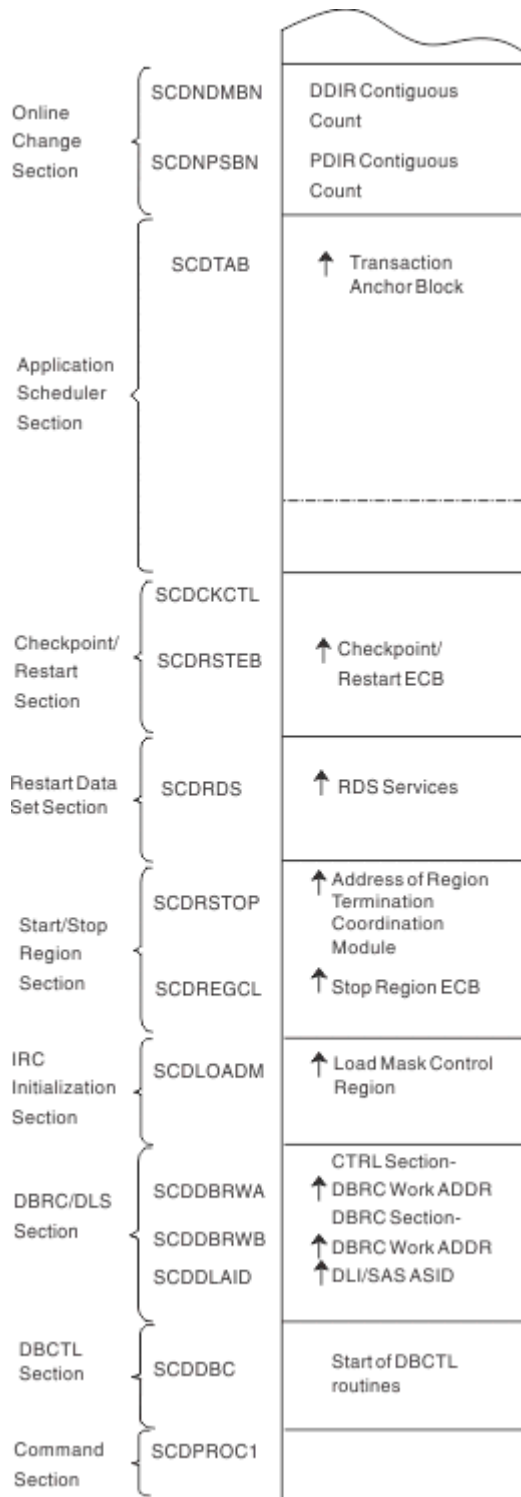 Online
Change
Section
SCDNDMBN
DDIR Contiguous
Count
SCDNPSBN
PDIR Contiguous
Count
Application
Scheduler
Section
SCDTAB
Transaction
Anchor Block
Checkpoint/
Restart
Section
SCDCKCTL
SCDRSTEB
Checkpoint/
Restart ECB
Restart Data
Set Section
SCDRDS
RDS Services
Start/Stop
Region
Section
SCDRSTOP
Address of Region
Termination
Coordination
Module
SCDREGCL
Stop Region ECB
IRC
Initialization
Section
SCDLOADM
Load Mask Control
Region
DBRC/DLS
Section
SCDDBRWA
CTRL Section-
DBRC Work ADDR
SCDDBRWB
DBRC Section-
DBRC Work ADDR
SCDDLAID
DLI/SAS ASID
DBCTL
Section
SCDDBC
Start of DBCTL
routines
Command
Section
SCDPROC1